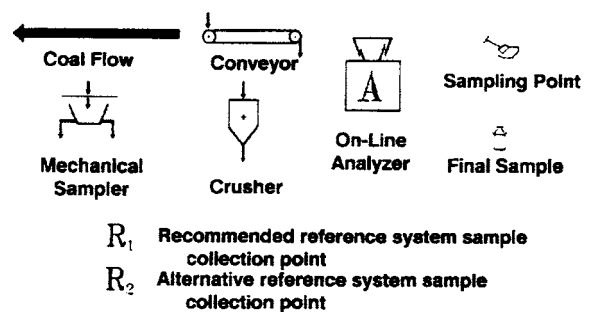 Coal Flow
Conveyor
Sampling Point
A
Mechanical
Sampler
Crusher
On-Line
Analyzer
Final Sample
R1 Recommended reference system sample
collection point
R2 Alternative reference system sample
collection point